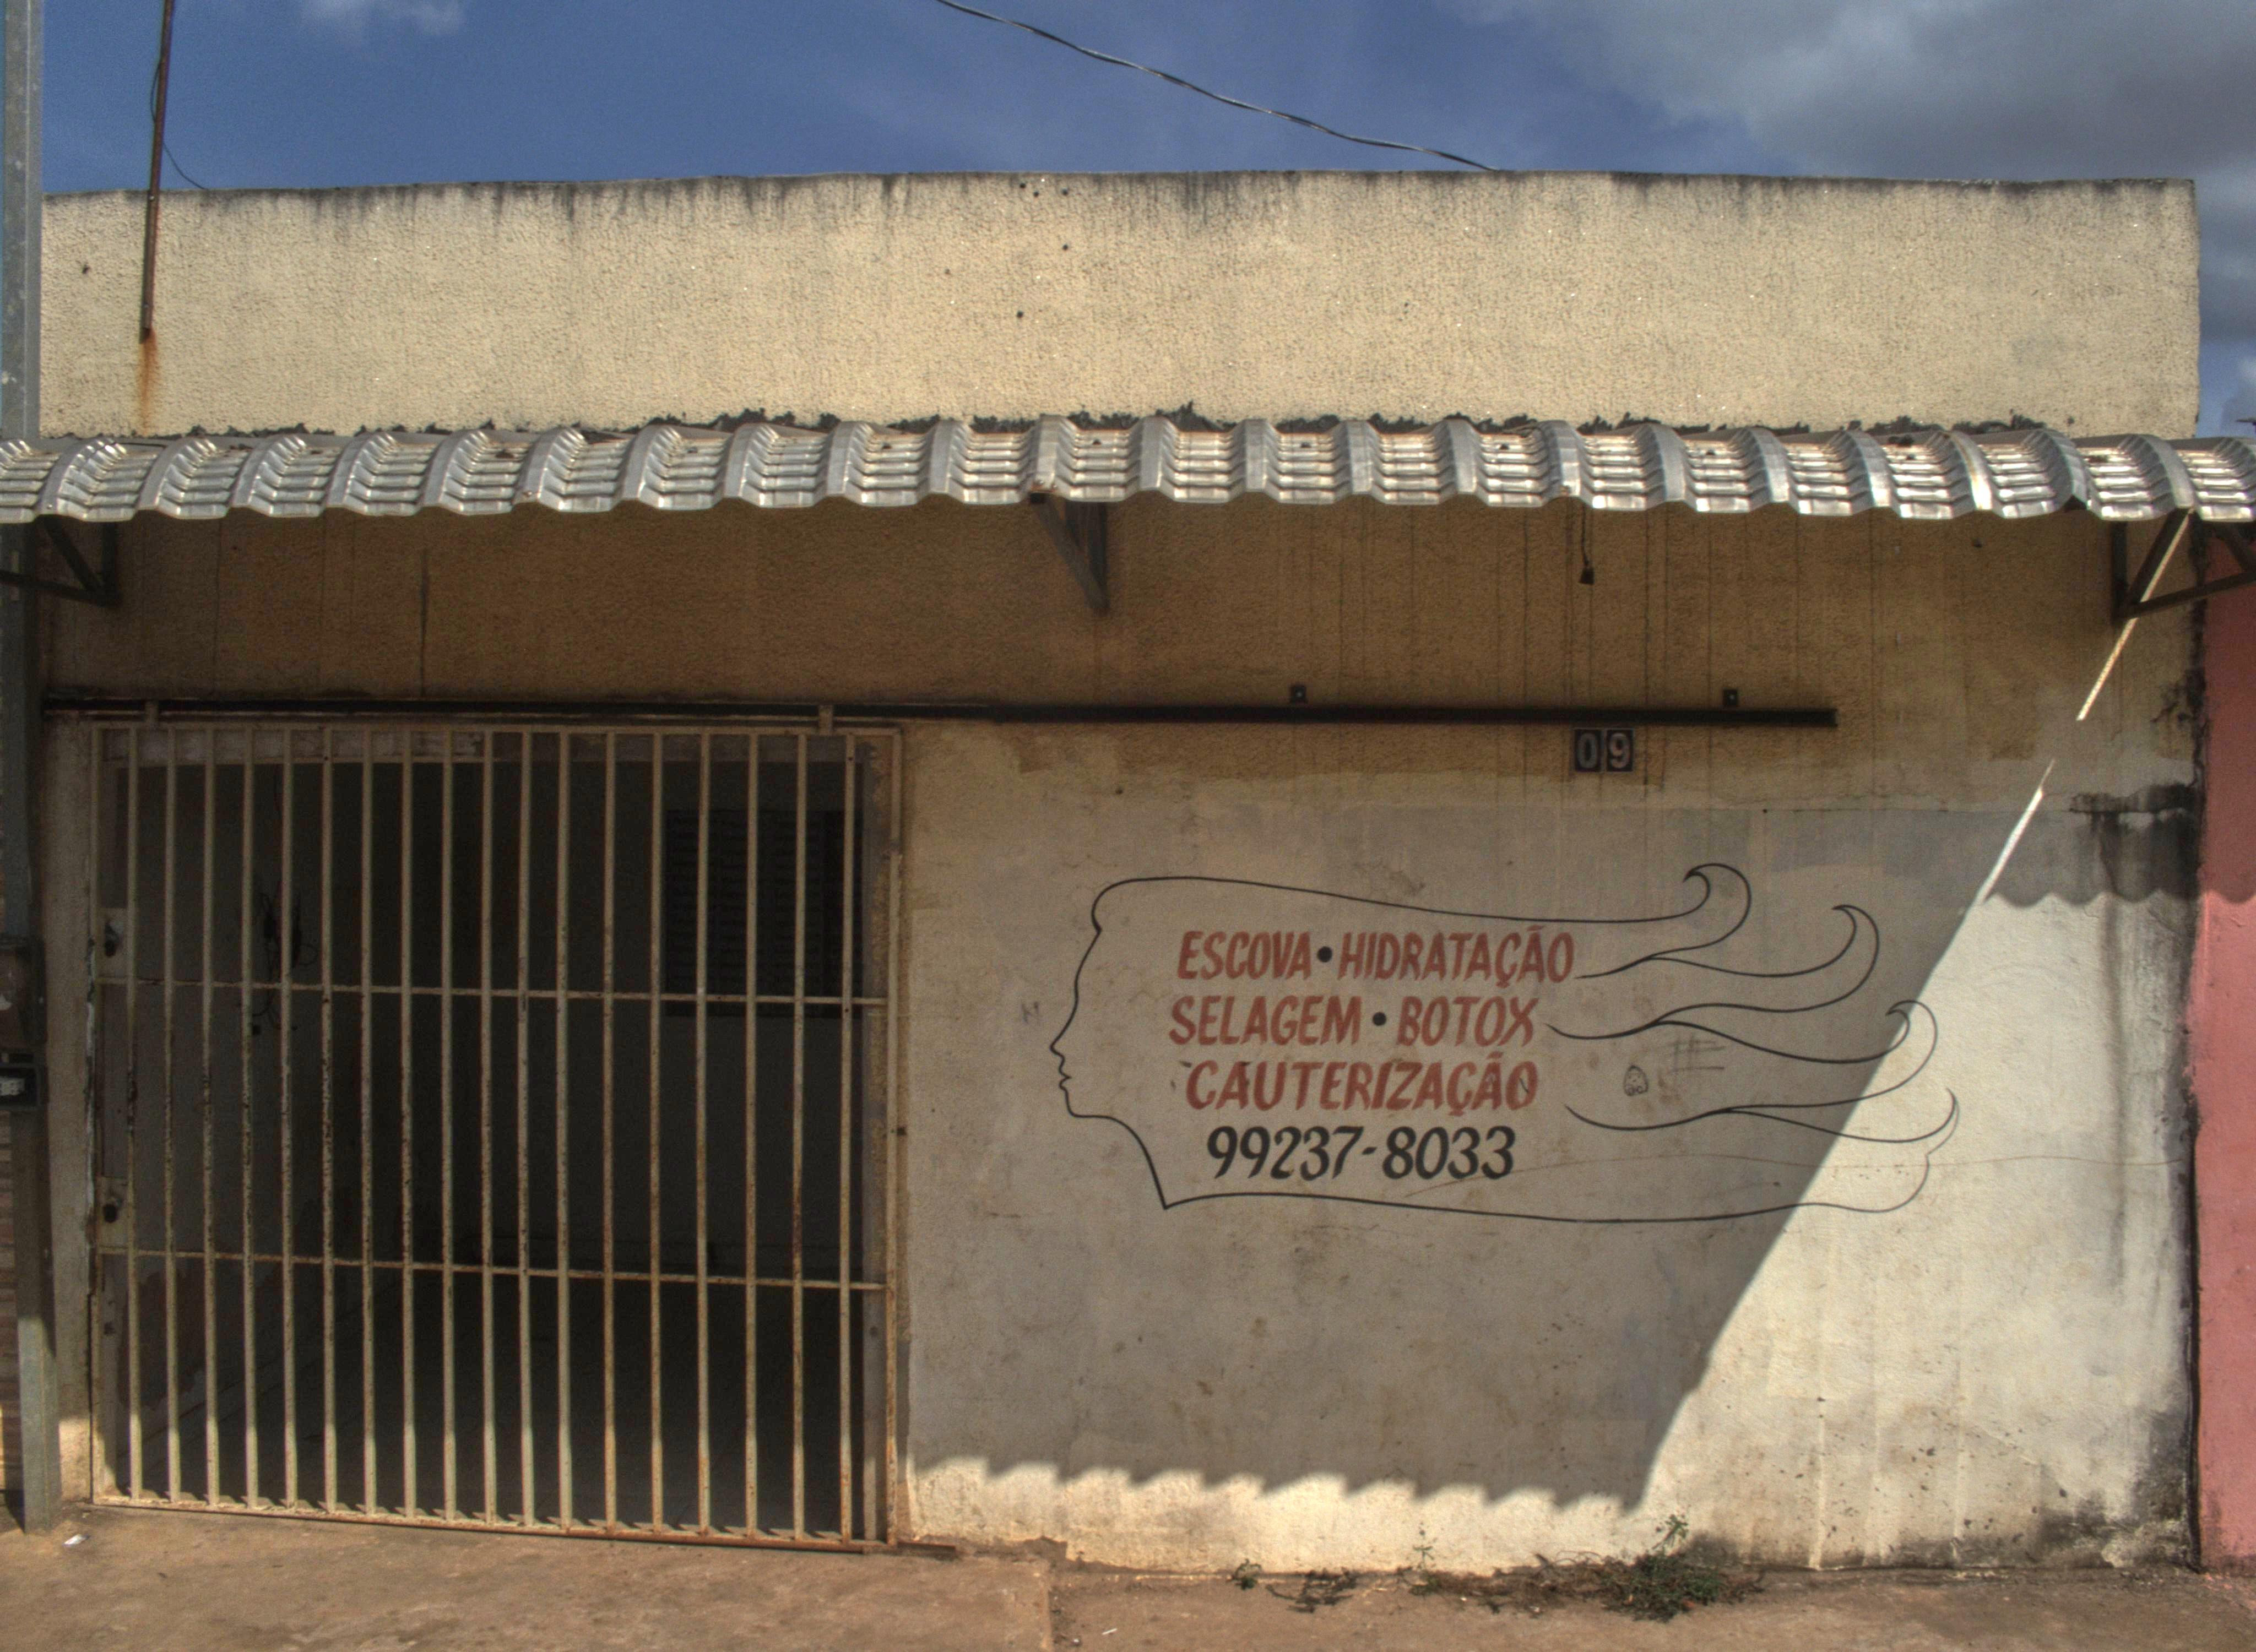 09
ESCOVA • HIDRATAÇÃO
SELAGEM • BOTOX
CAUTERIZAÇÃO
99237-8033